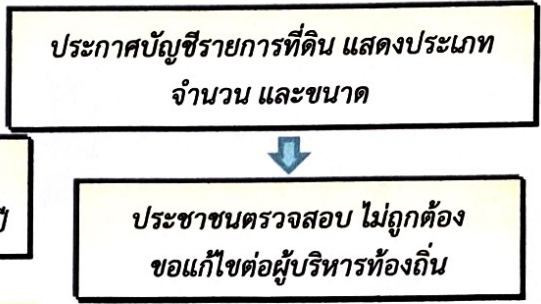 ประกาศบัญชีรายการที่ดิน แสดงประเภท
จำนวน และขนาด
ปี
ประชาชนตรวจสอบ ไม่ถูกต้อง
ขอแก้ไขต่อผู้บริหารท้องถิ่น